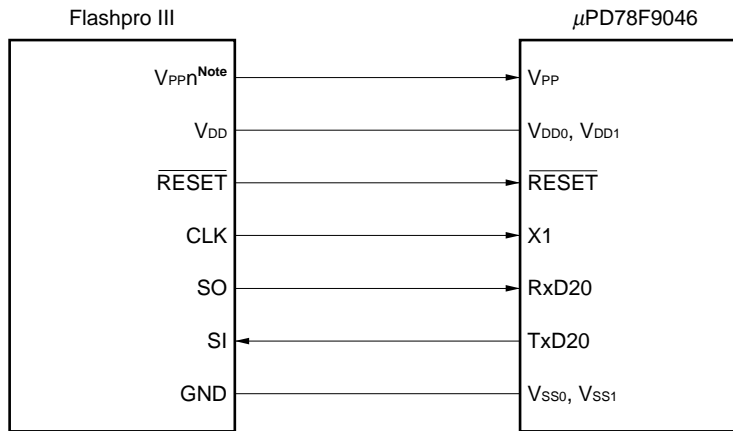 Flashpro III
μPD78F9046
VPPnNote
VPP
VDD
VDD0, VDD1
RESET
RESET
CLK
X1
SO
RxD20
SI
TxD20
GND
VSS0, VSS1